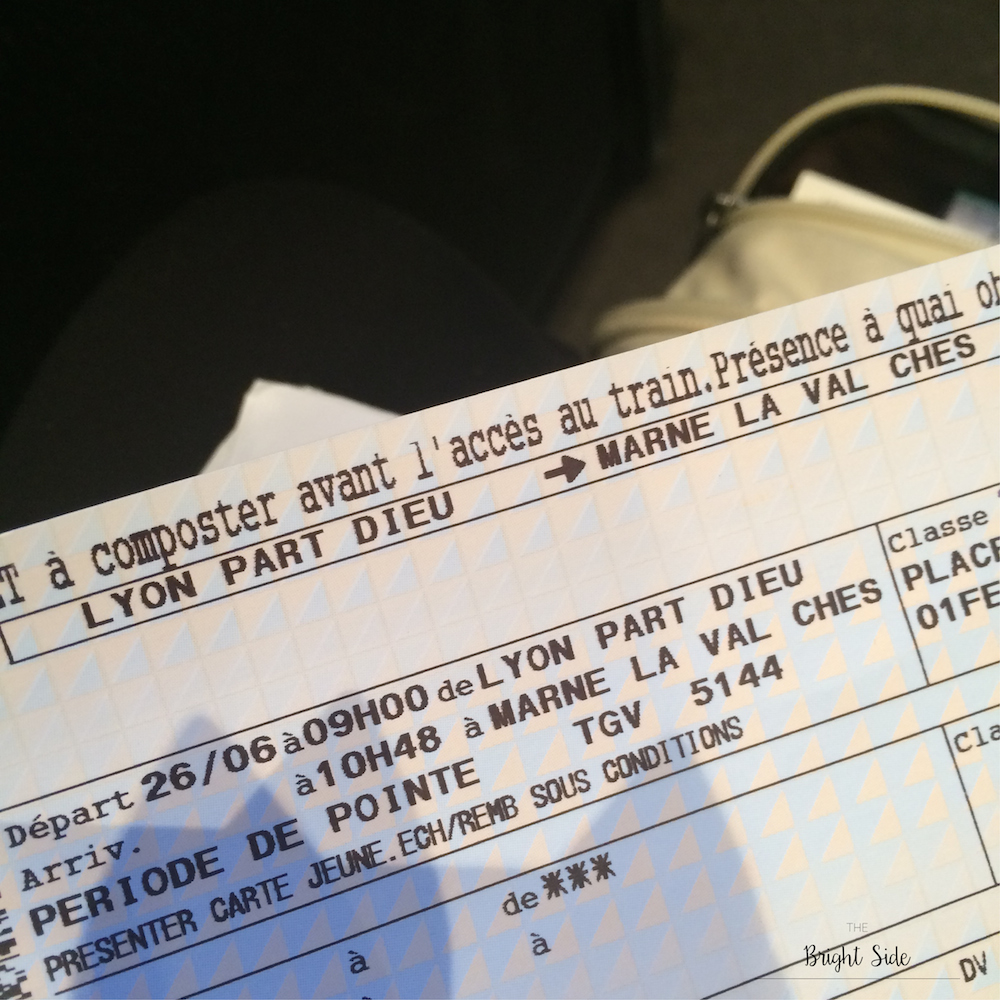 à composter avant l'accès au train.Présence à quai
LYON PART DIEU → MARNE LA VAL CHES
Départ 26/06 à 09H00 de LYON PART DIEU
Arriv. à 10H48 à MARNE LA VAL CHES
PERIODE DE POINTE TGV 5144
PRESENTER CARTE JEUNE.ECH/REMB SOUS CONDITIONS
Classe
PLACE
01FE
de ***
à à
Cla
DV
THE
Bright Side